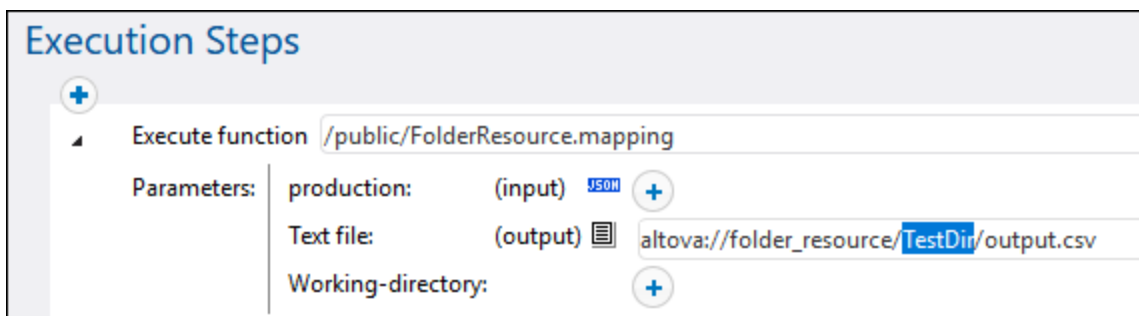 Execution Steps
Execute function /public/FolderResource.mapping
Parameters: production: (input) JSON
Text file: (output) altova://folder_resource/TestDir/output.csv
Working-directory: